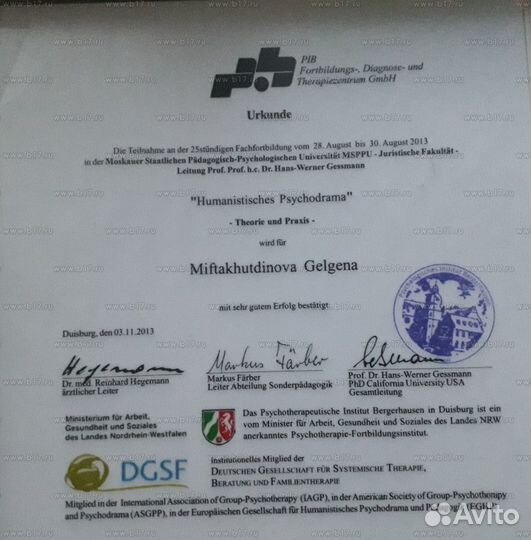 PIB
Fortbildungs-, Diagnose- und
Therapiezentrum GmbH
Urkunde
Die Teilnahme an der 25stündigen Fachfortbildung vom 28. August bis 30. August 2013
in der Moskauer Staatlichen Pädagogisch-Psychologischen Universität MSPPU - Juristische Fakultät -
Leitung Prof. Prof. h.c. Dr. Hans-Werner Gessmann
"Humanistisches Psychodrama"
- Theorie und Praxis -
wird für
Miftakhutdinova Gelgena
mit sehr gutem Erfolg bestätigt.
Duisburg, den 03.11.2013
Hegemann
Markus Färber
Dr. med. Reinhard Hegemann
ärztlicher Leiter
Markus Färber
Leiter Abteilung Sonderpädagogik
Prof. Dr. Hans-Werner Gessmann
PhD California University USA
Gesamtleitung
Ministerium für Arbeit,
Gesundheit und Soziales
des Landes Nordrhein-Westfalen
Das Psychotherapeutische Institut Bergerhausen in Duisburg ist ein
vom Minister für Arbeit, Gesundheit und Soziales des Landes NRW
anerkanntes Psychotherapie-Fortbildungsinstitut.
DGSF
institutionelles Mitglied der
DEUTSCHEN GESELLSCHAFT FÜR SYSTEMISCHE THERAPIE,
BERATUNG UND FAMILIENTHERAPIE
Mitglied in der International Association of Group-Psychotherapy (IAGP), in der American Society of Group-Psychotherapy
and Psychodrama (ASGPP), in der Europäischen Gesellschaft für Humanistisches Psychodrama und
Avito
www.b17.ru